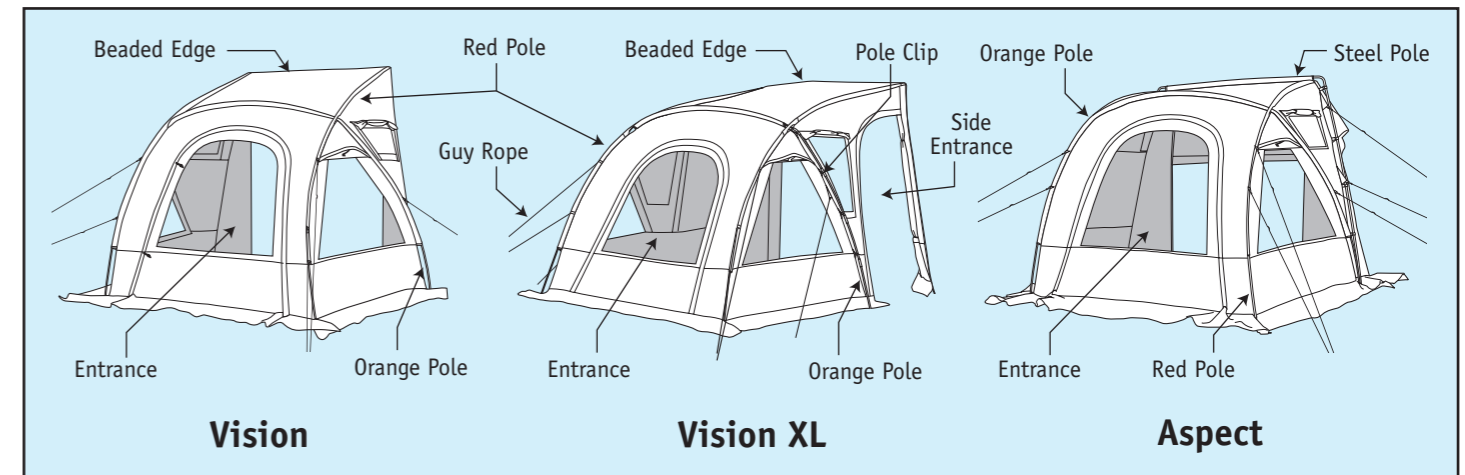 Beaded Edge
Red Pole
Beaded Edge
Pole Clip
Orange Pole
Steel Pole
Guy Rope
Side
Entrance
Entrance
Orange Pole
Entrance
Orange Pole
Entrance
Red Pole
Vision
Vision XL
Aspect